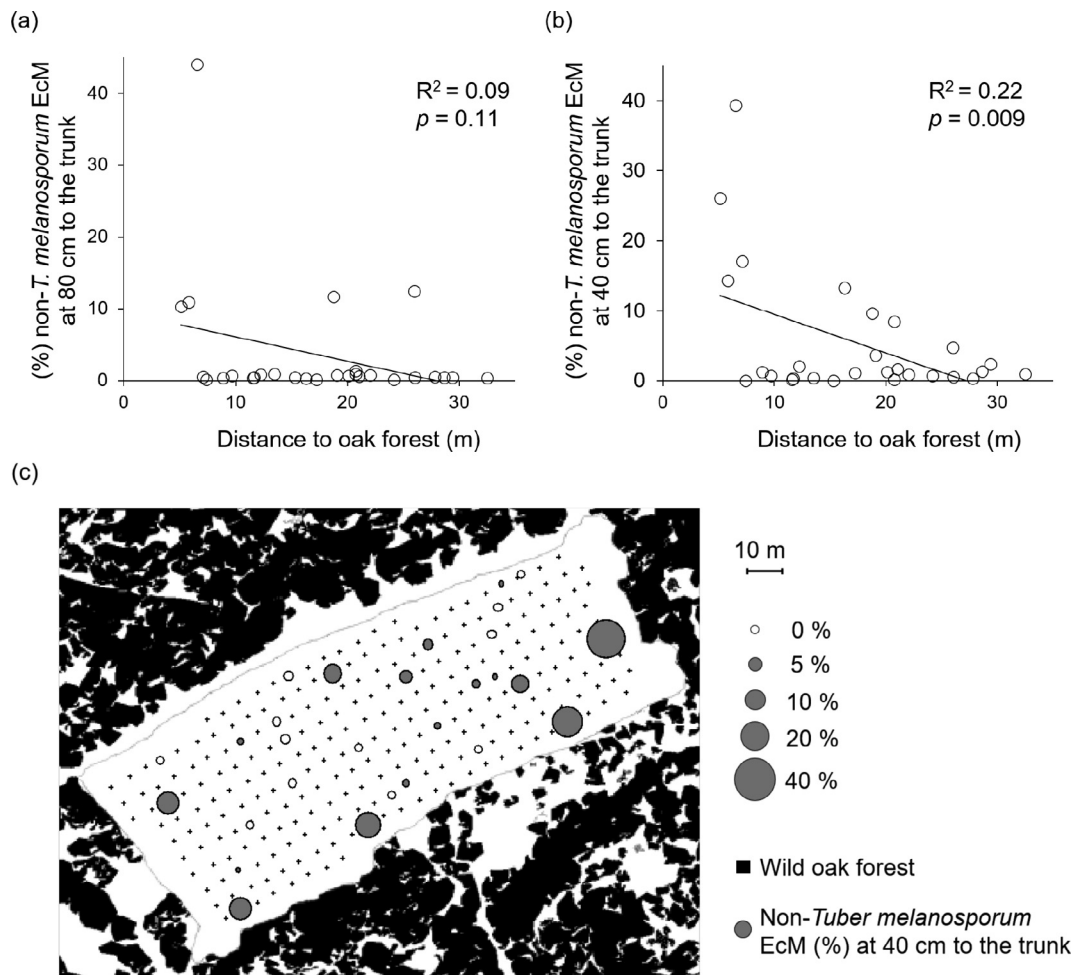 (a)
(%) non-T. melanosporum EcM
at 80 cm to the trunk
40
30
20
10
0
R² = 0.09
p = 0.11
0 10 20 30
Distance to oak forest (m)
(b)
(%) non-T. melanosporum EcM
at 40 cm to the trunk
40
30
20
10
0
R² = 0.22
p = 0.009
0 10 20 30
Distance to oak forest (m)
(c)
10 m
0 %
5 %
10 %
20 %
40 %
Wild oak forest
Non-Tuber melanosporum
EcM (%) at 40 cm to the trunk